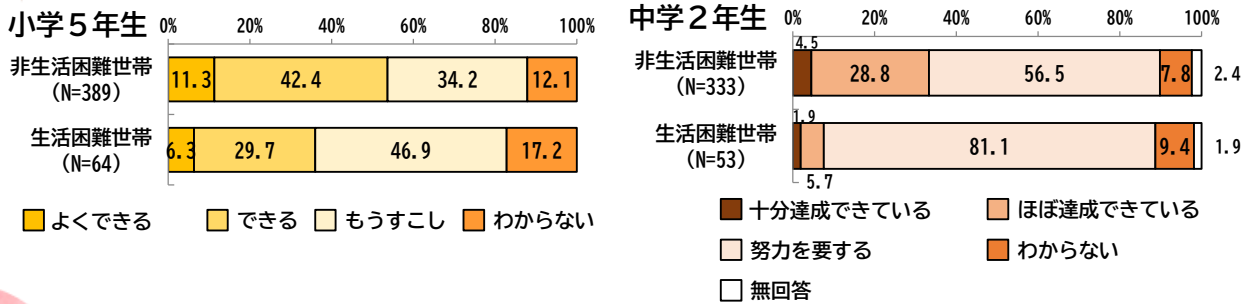 小学５年生
0% 20% 40% 60% 80% 100%
非生活困難世帯
(N=389)
11.3 42.4 34.2 12.1
生活困難世帯
(N=64)
6.3 29.7 46.9 17.2
よくできる できる もうすこし わからない
中学２年生
0% 20% 40% 60% 80% 100%
非生活困難世帯
(N=333)
4.5 28.8 56.5 7.8 2.4
生活困難世帯
(N=53)
1.9 5.7 81.1 9.4 1.9
十分達成できている ほぼ達成できている
努力を要する わからない
無回答